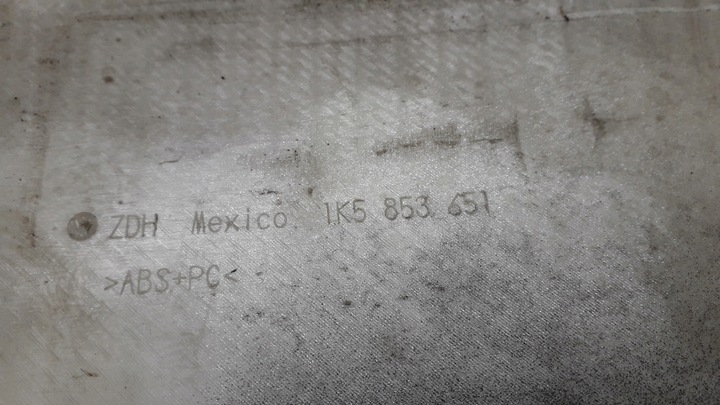 ZDH Mexico 1K5 853 651
>ABS+PC<